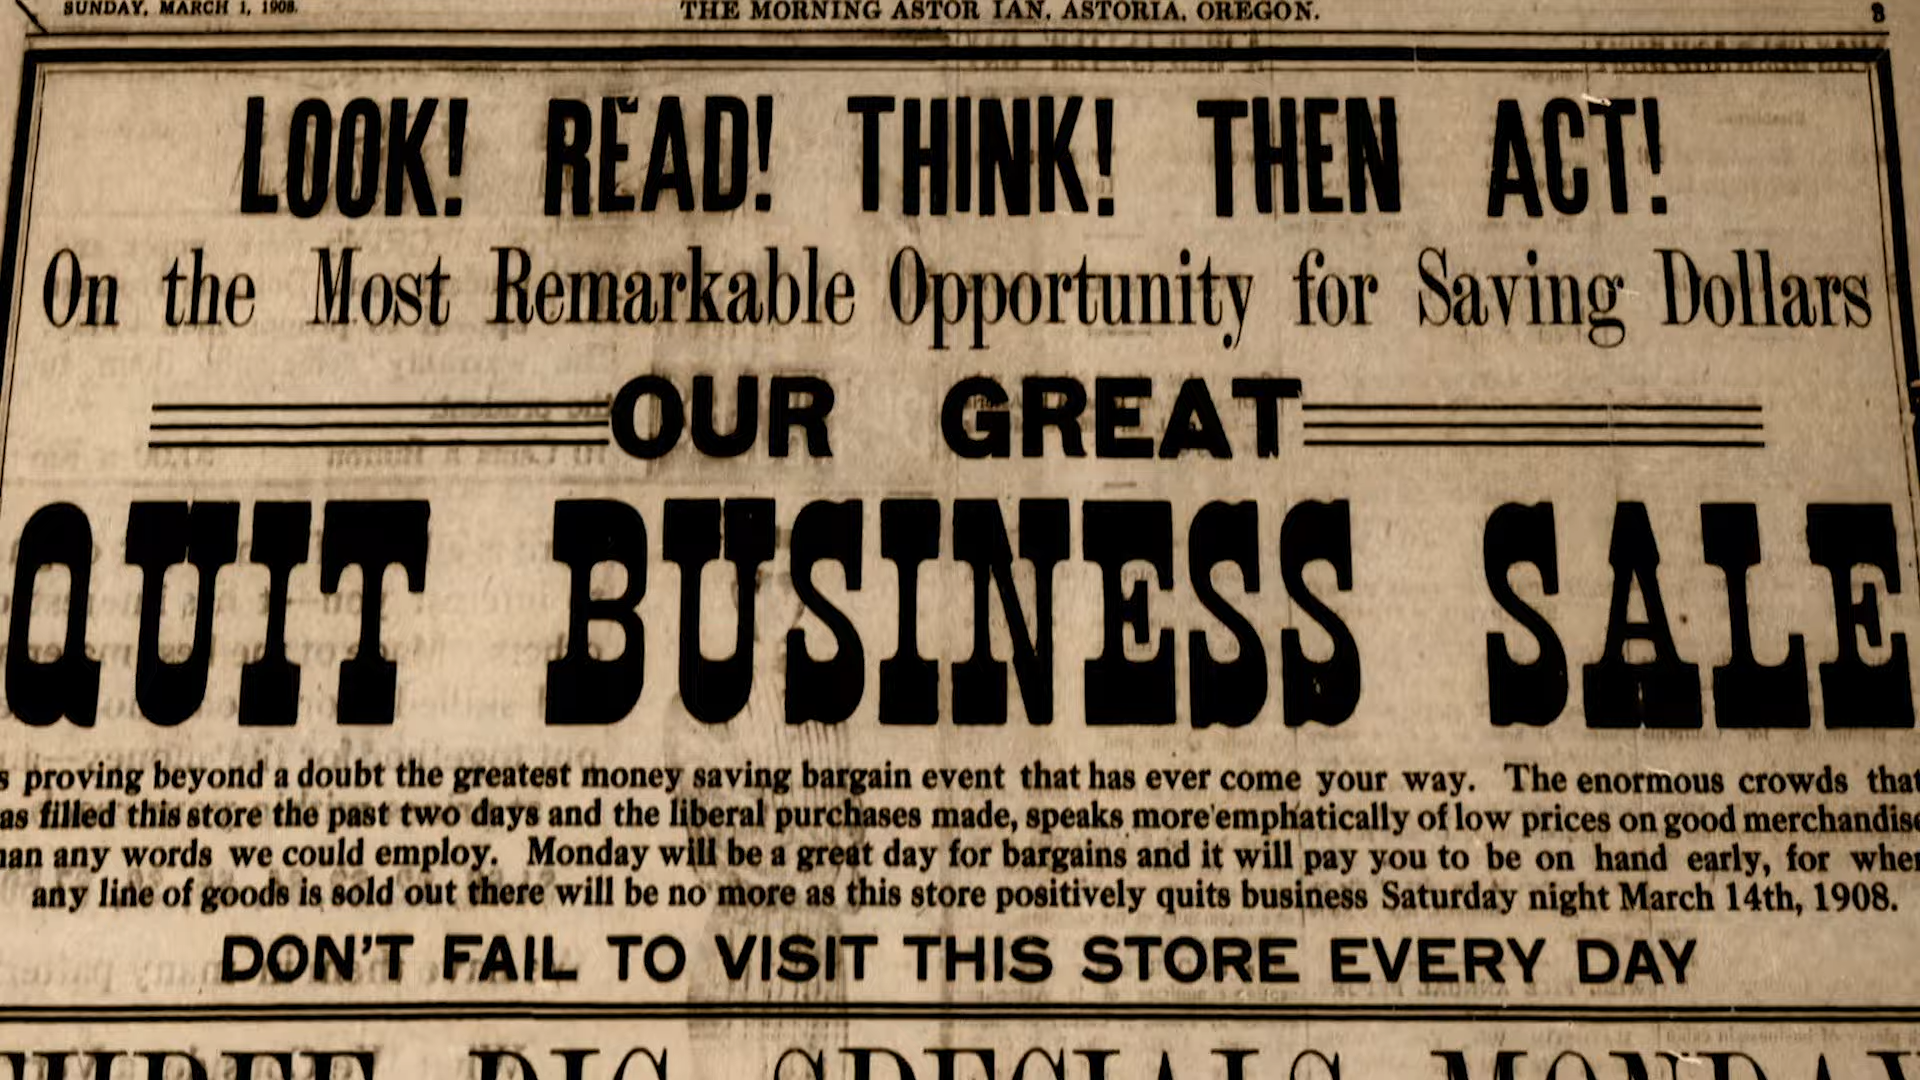 SUNDAY, MARCH 1, 1908.
THE MORNING ASTORIAN, ASTORIA, OREGON.
3
LOOK! READ! THINK! THEN ACT!
On the Most Remarkable Opportunity for Saving Dollars
OUR GREAT
QUIT BUSINESS SALE
s proving beyond a doubt the greatest money saving bargain event that has ever come your way. The enormous crowds that
as filled this store the past two days and the liberal purchases made, speaks more emphatically of low prices on good merchandise
han any words we could employ. Monday will be a great day for bargains and it will pay you to be on hand early, for when
any line of goods is sold out there will be no more as this store positively quits business Saturday night March 14th, 1908.
DON'T FAIL TO VISIT THIS STORE EVERY DAY
THREE BIG SPECIALS MONDAY